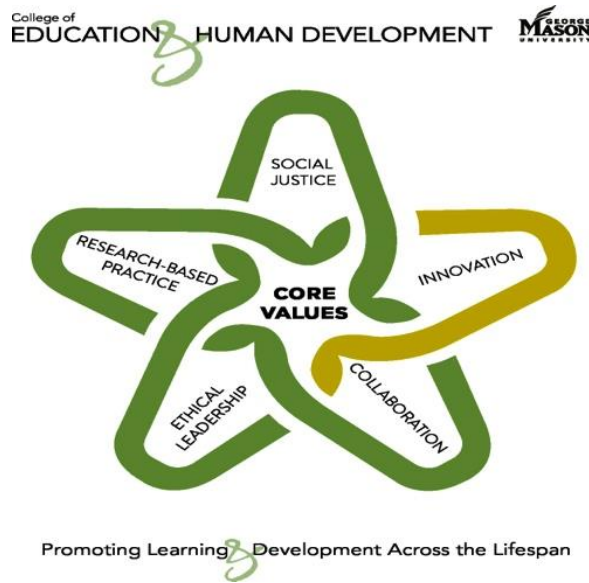 College of
EDUCATION & HUMAN DEVELOPMENT
GEORGE
MASON
UNIVERSITY
SOCIAL
JUSTICE
RESEARCH-BASED
PRACTICE
INNOVATION
CORE
VALUES
ETHICAL
LEADERSHIP
COLLABORATION
Promoting Learning & Development Across the Lifespan